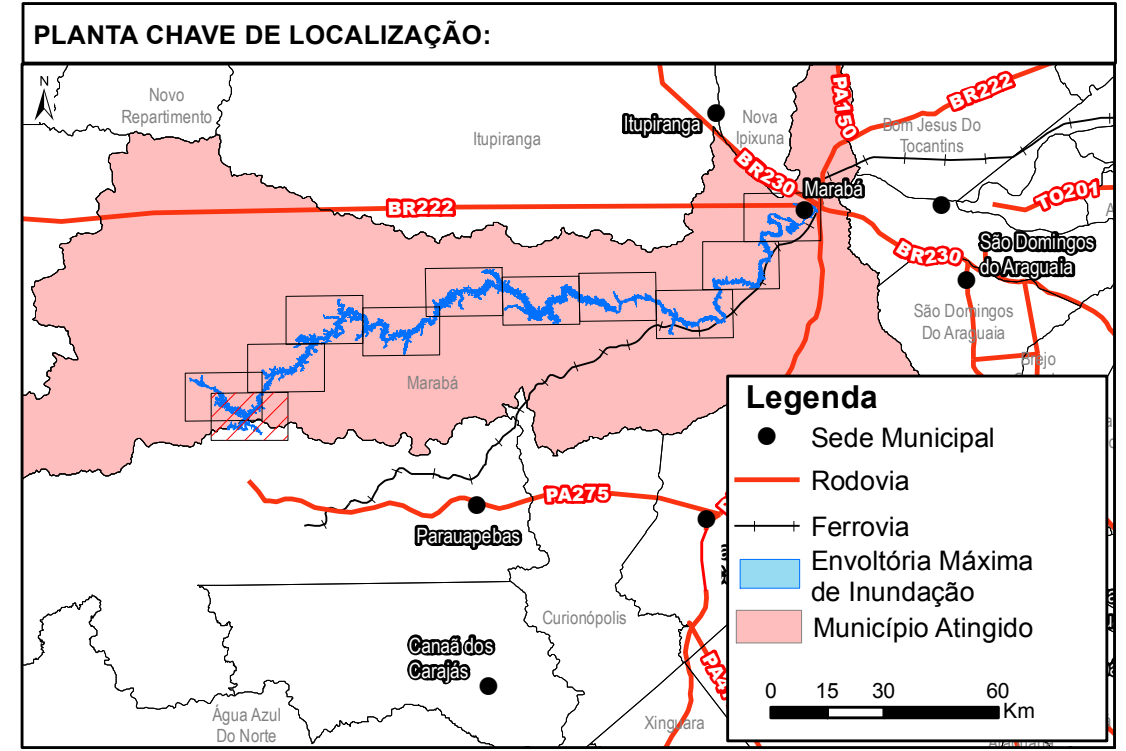 PLANTA CHAVE DE LOCALIZAÇÃO:
N
Novo
Repartimento
Itupiranga
Itupiranga
Nova
Ipixuna
PA150
BR222
Bom Jesus Do
Tocantins
BR230
Marabá
TO201
BR222
BR230
São Domingos
do Araguaia
São Domingos
Do Araguaia
Brejo
Marabá
PA275
Parauapebas
Curionópolis
Canaã dos
Carajás
Água Azul
Do Norte
Xinguara
Legenda
Sede Municipal
Rodovia
Ferrovia
Envoltória Máxima
de Inundação
Município Atingido
0 15 30 60
Km